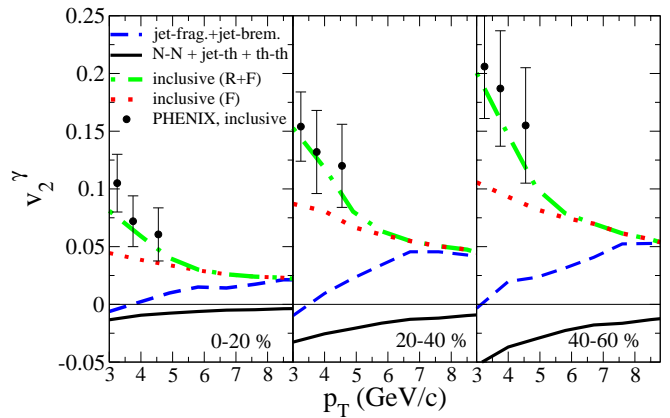 0.25
0.2
0.15
0.1
0.05
0
-0.05
v₂^γ
jet-frag.+jet-brem.
N-N + jet-th + th-th
inclusive (R+F)
inclusive (F)
PHENIX, inclusive
0-20 %
20-40 %
40-60 %
3 4 5 6 7 8 3 4 5 6 7 8 3 4 5 6 7 8
p_T (GeV/c)